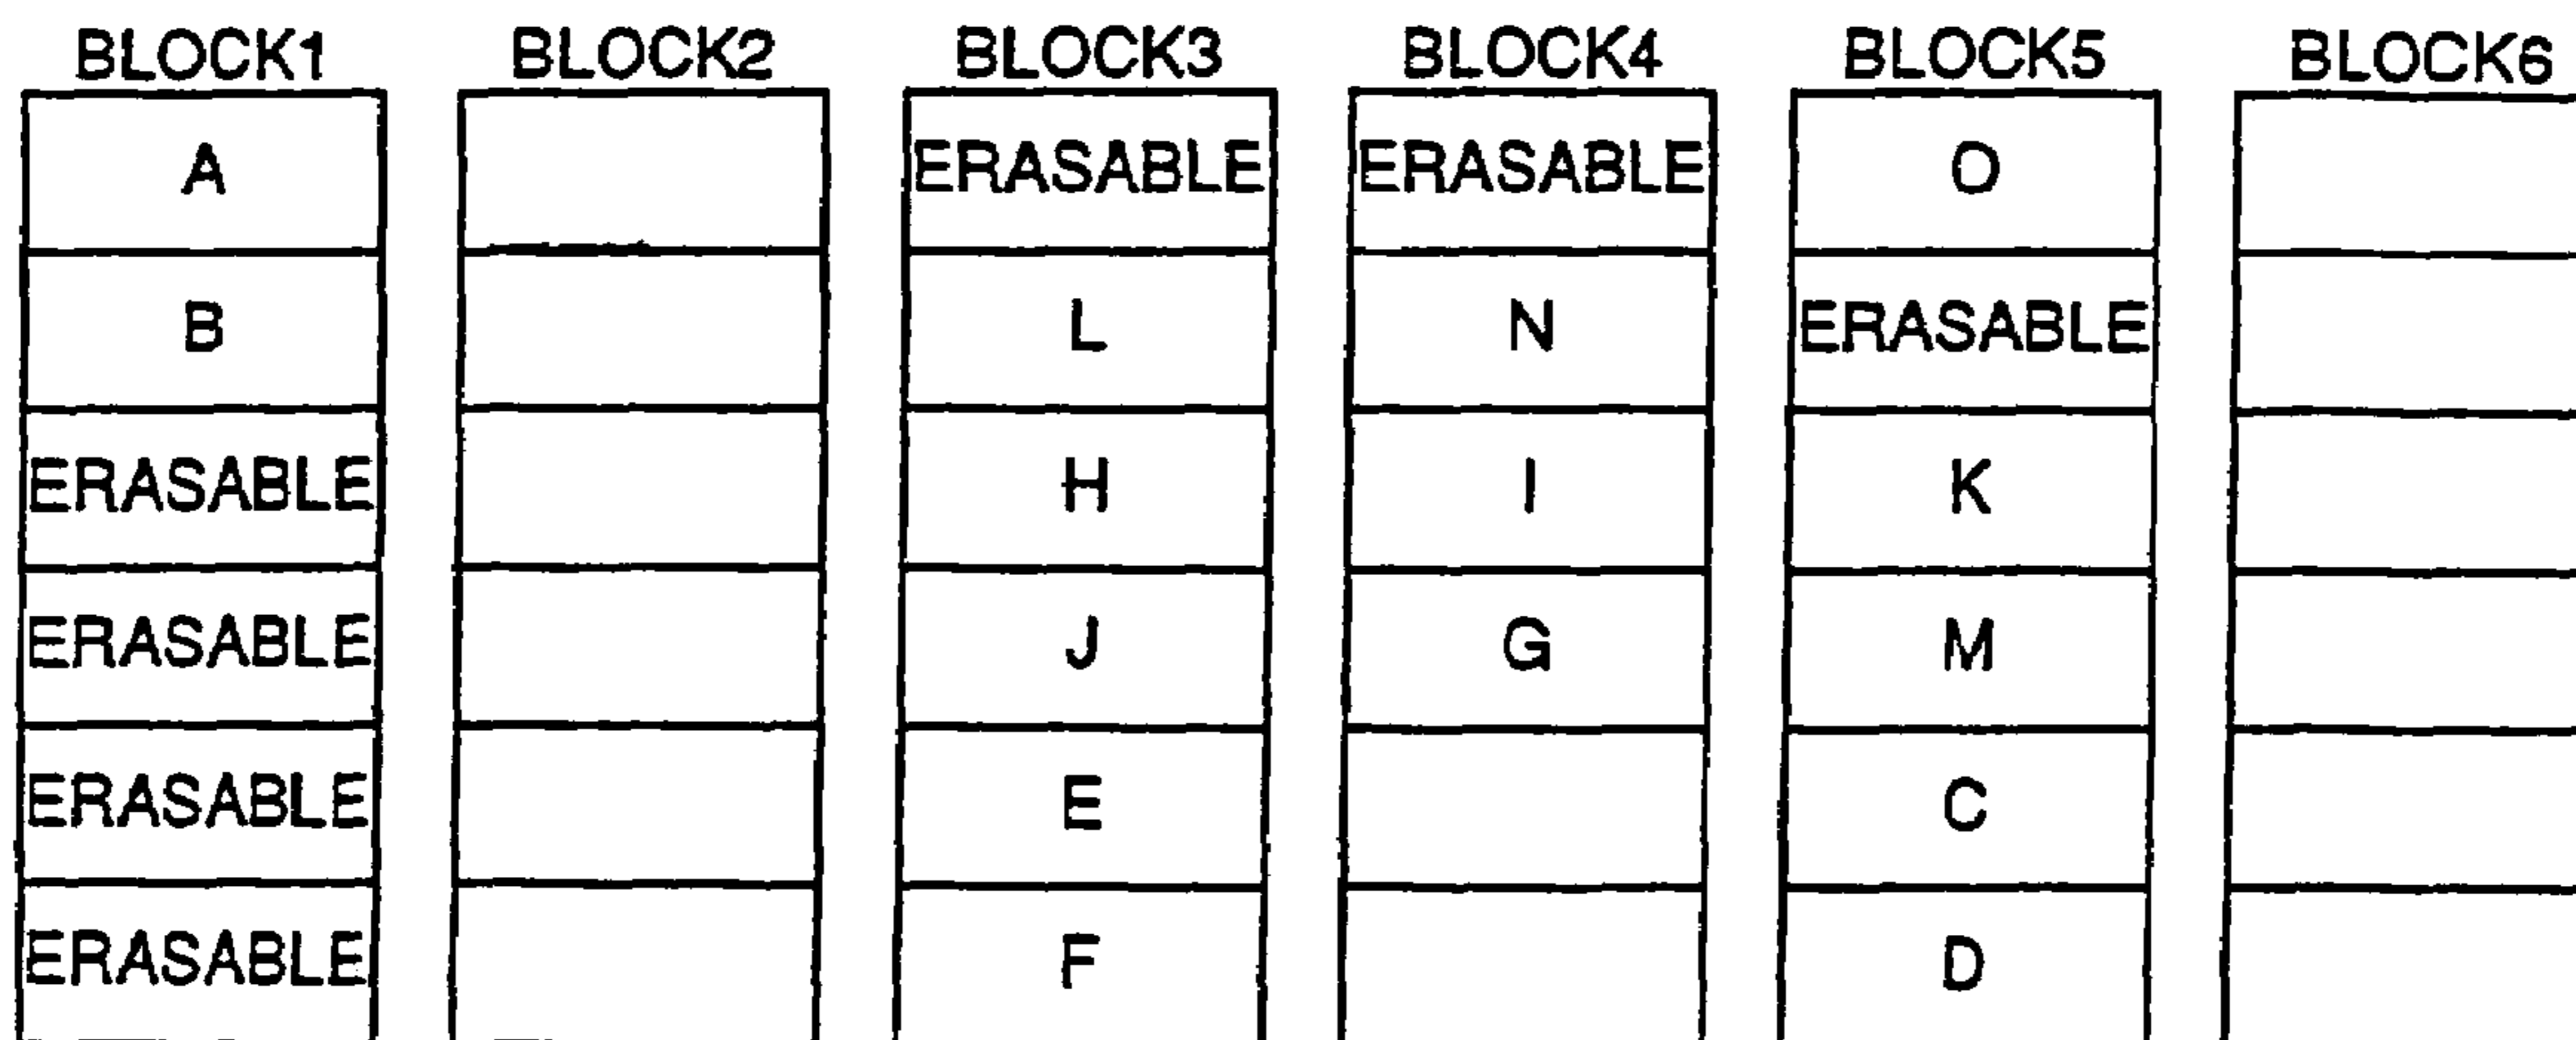 BLOCK1 BLOCK2 BLOCK3 BLOCK4 BLOCK5 BLOCK6
A ERASABLE ERASABLE O
B L N ERASABLE
ERASABLE H I K
ERASABLE J G M
ERASABLE E C
ERASABLE F D